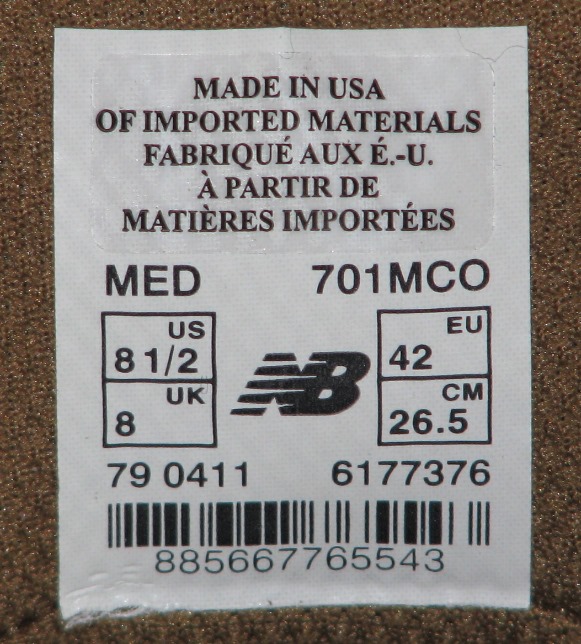 MADE IN USA
OF IMPORTED MATERIALS
FABRIQUÉ AUX É.-U.
À PARTIR DE
MATIÈRES IMPORTÉES
MED 701MCO
US
8 1/2
UK
8
NB
EU
42
CM
26.5
79 0411 6177376
885667765543